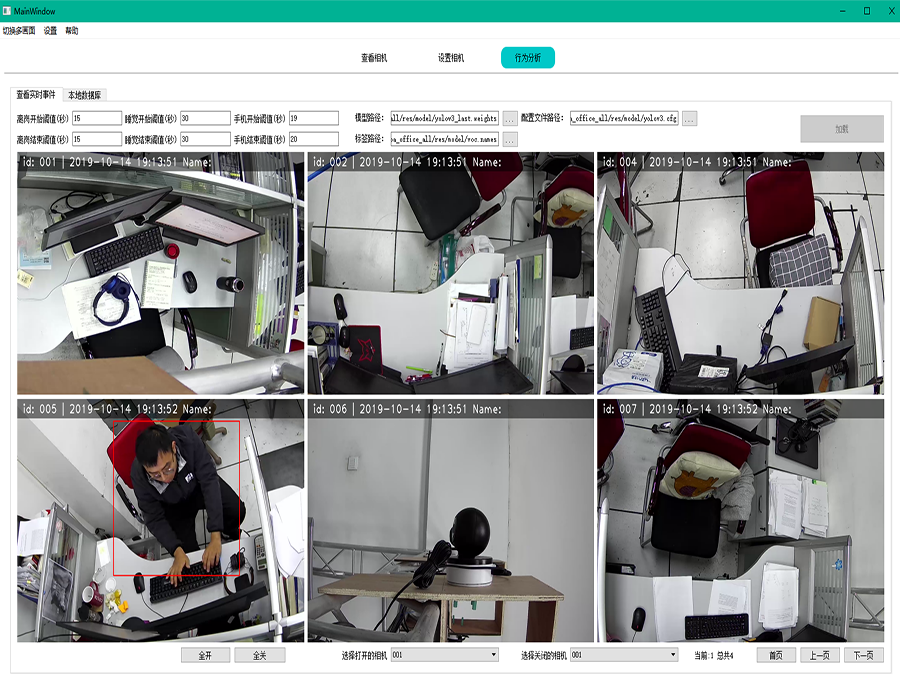 MainWindow
切换多画面 设置 帮助
查看相机 设置相机 行为分析
查看实时事件 本地数据库
离岗开始阈值(秒) 15 睡觉开始阈值(秒) 30 手机开始阈值(秒) 19 模型路径: all/res/model/yolov3_last.weights ... 配置文件路径: a_office_all/res/model/yolov3.cfg ...
离岗结束阈值(秒) 15 睡觉结束阈值(秒) 30 手机结束阈值(秒) 20 标签路径: oa_office_all/res/model/voc.names ...
加载
id: 001 | 2019-10-14 19:13:51 Name:
id: 002 | 2019-10-14 19:13:51 Name:
id: 004 | 2019-10-14 19:13:51 Name:
id: 005 | 2019-10-14 19:13:52 Name:
id: 006 | 2019-10-14 19:13:51 Name:
id: 007 | 2019-10-14 19:13:52 Name:
全开 全关 选择打开的相机 001 选择关闭的相机 001 当前:1 总共4 首页 上一页 下一页